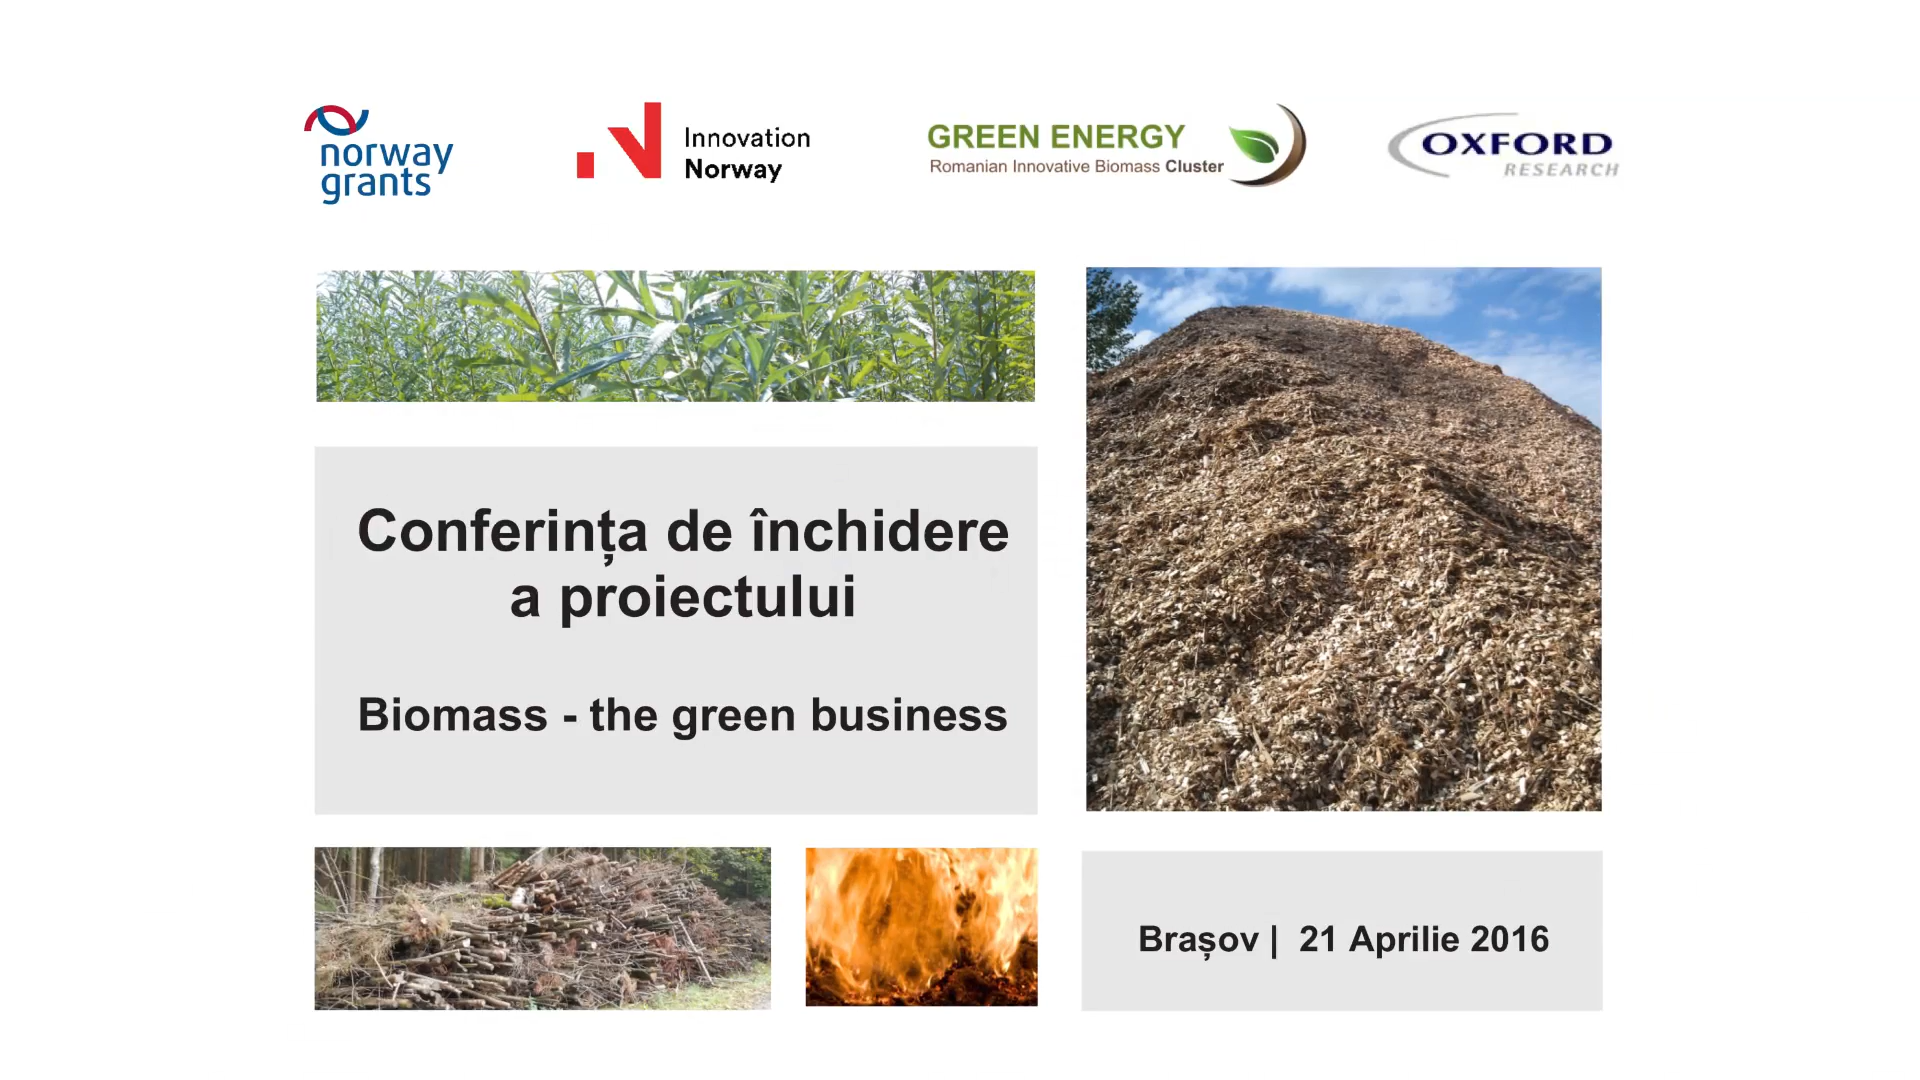 norway
grants
Innovation
Norway
GREEN ENERGY
Romanian Innovative Biomass Cluster
OXFORD
RESEARCH
Conferința de închidere
a proiectului
Biomass - the green business
Brașov | 21 Aprilie 2016